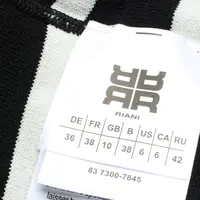 RIANI
DE FR GB B US CA RU
36 38 10 38 6 6 42
83 7300-7845